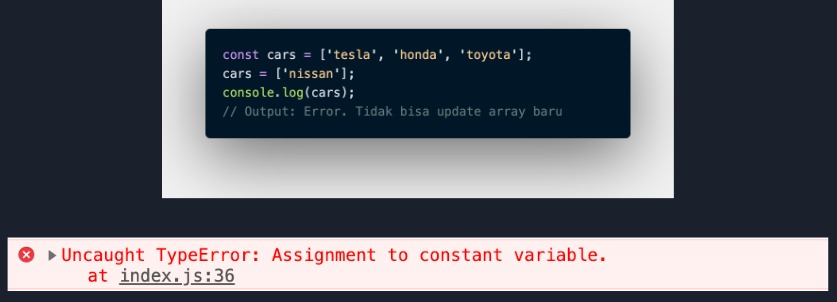 const cars = ['tesla', 'honda', 'toyota'];
cars = ['nissan'];
console.log(cars);
// Output: Error. Tidak bisa update array baru
Uncaught TypeError: Assignment to constant variable.
at index.js:36